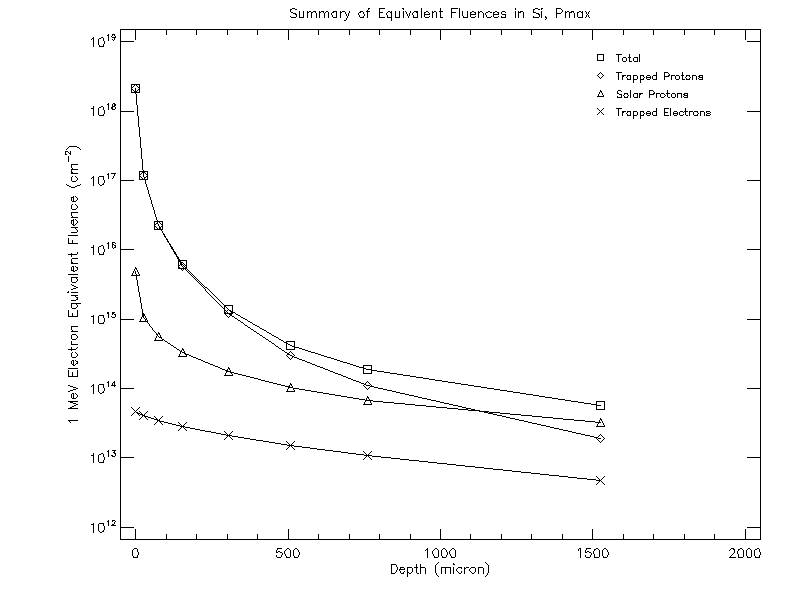 Summary of Equivalent Fluences in Si, Pmax
10^19
10^18
10^17
10^16
10^15
10^14
10^13
10^12
1 MeV Electron Equivalent Fluence (cm^-2)
Total
Trapped Protons
Solar Protons
Trapped Electrons
0 500 1000 1500 2000
Depth (micron)